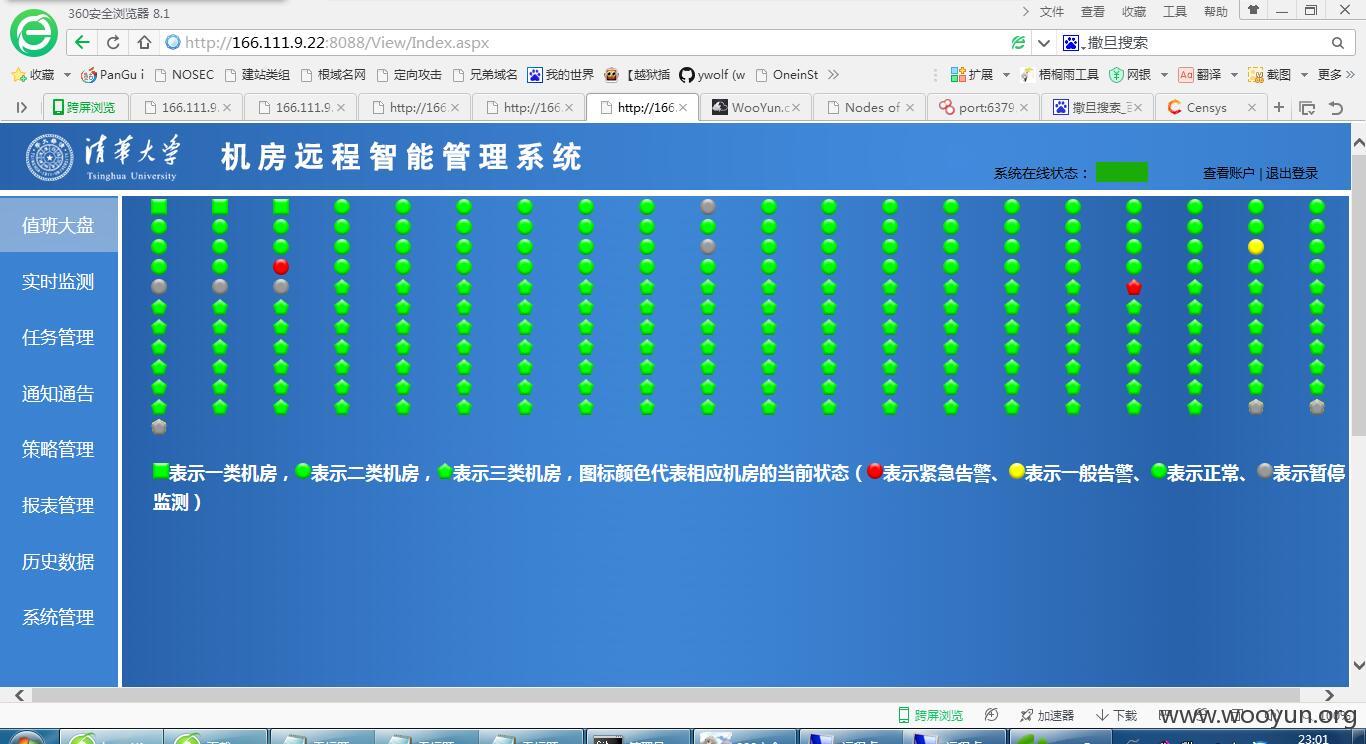 360安全浏览器 8.1
文件 查看 收藏 工具 帮助
http://166.111.9.22:8088/View/Index.aspx
撒旦搜索
收藏 PanGu i NOSEC 建站类组 根域名网 定向攻击 兄弟域名 我的世界 【越狱插 ywolf (w OneinSt 扩展 梧桐雨工具 网银 翻译 截图 更多
跨屏浏览 166.111.9. 166.111.9. http://166 http://166 http://166. WooYun.c Nodes of port:6379 撒旦搜索_ Censys
清华大学
Tsinghua University
机房远程智能管理系统
系统在线状态：
查看账户 | 退出登录
值班大盘
实时监测
任务管理
通知通告
策略管理
报表管理
历史数据
系统管理
表示一类机房，表示二类机房，表示三类机房，图标颜色代表相应机房的当前状态（表示紧急告警、表示一般告警、表示正常、表示暂停
监测）
跨屏浏览 加速器 下载
www.wooyun.org
23:01